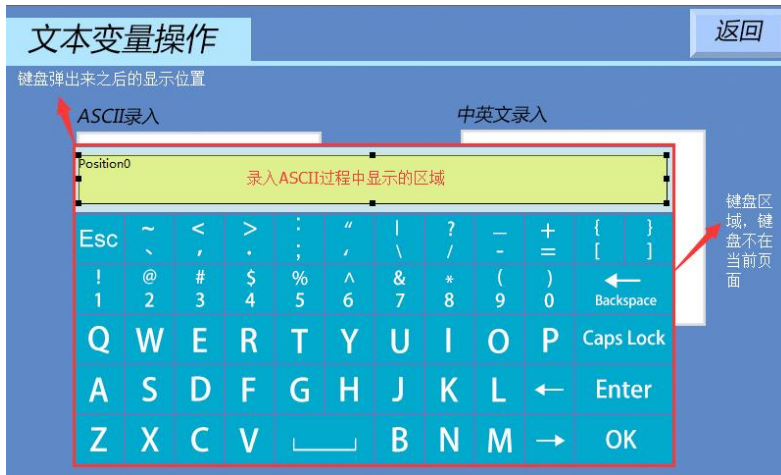 文本变量操作
返回
键盘弹出来之后的显示位置
ASCII录入
中英文录入
Position0
录入ASCII过程中显示的区域
键盘区
域，键
盘不在
当前页
面
Esc ~ < > : " | ? _ + { }
` , . ; ' \ / - = [ ]
! @ # $ % ^ & * ( ) ←
1 2 3 4 5 6 7 8 9 0 Backspace
Q W E R T Y U I O P Caps Lock
A S D F G H J K L ← Enter
Z X C V B N M → OK